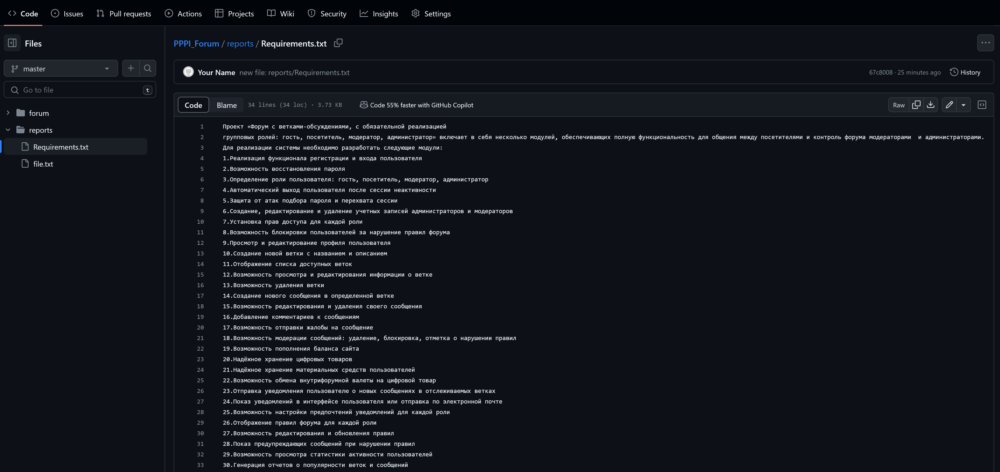 Code Issues Pull requests Actions Projects Wiki Security Insights Settings
Files
PPPI_Forum / reports / Requirements.txt
master
Your Name new file: reports/Requirements.txt
67c8008 · 25 minutes ago History
Go to file t
Code Blame 34 lines (34 loc) · 3.73 KB Code 55% faster with GitHub Copilot Raw
forum
reports
Requirements.txt
file.txt
1 Проект «Форум с ветками-обсуждениями, с обязательной реализацией
2 групповых ролей: гость, посетитель, модератор, администратор» включает в себя несколько модулей, обеспечивающих полную функциональность для общения между посетителями и контроль форума модераторами  и администраторами.
3 Для реализации системы необходимо разработать следующие модули:
4 1.Реализация функционала регистрации и входа пользователя
5 2.Возможность восстановления пароля
6 3.Определение роли пользователя: гость, посетитель, модератор, администратор
7 4.Автоматический выход пользователя после сессии неактивности
8 5.Защита от атак подбора пароля и перехвата сессии
9 6.Создание, редактирование и удаление учетных записей администраторов и модераторов
10 7.Установка прав доступа для каждой роли
11 8.Возможность блокировки пользователей за нарушение правил форума
12 9.Просмотр и редактирование профиля пользователя
13 10.Создание новой ветки с названием и описанием
14 11.Отображение списка доступных веток
15 12.Возможность просмотра и редактирования информации о ветке
16 13.Возможность удаления ветки
17 14.Создание нового сообщения в определенной ветке
18 15.Возможность редактирования и удаления своего сообщения
19 16.Добавление комментариев к сообщениям
20 17.Возможность отправки жалобы на сообщение
21 18.Возможность модерации сообщений: удаление, блокировка, отметка о нарушении правил
22 19.Возможность пополнения баланса сайта
23 20.Надёжное хранение цифровых товаров
24 21.Надёжное хранение материальных средств пользователей
25 22.Возможность обмена внутрифорумной валюты на цифровой товар
26 23.Отправка уведомления пользователю о новых сообщениях в отслеживаемых ветках
27 24.Показ уведомлений в интерфейсе пользователя или отправка по электронной почте
28 25.Возможность настройки предпочтений уведомлений для каждой роли
29 26.Отображение правил форума для каждой роли
30 27.Возможность редактирования и обновления правил
31 28.Показ предупреждающих сообщений при нарушении правил
32 29.Возможность просмотра статистики активности пользователей
33 30.Генерация отчетов о популярности веток и сообщений